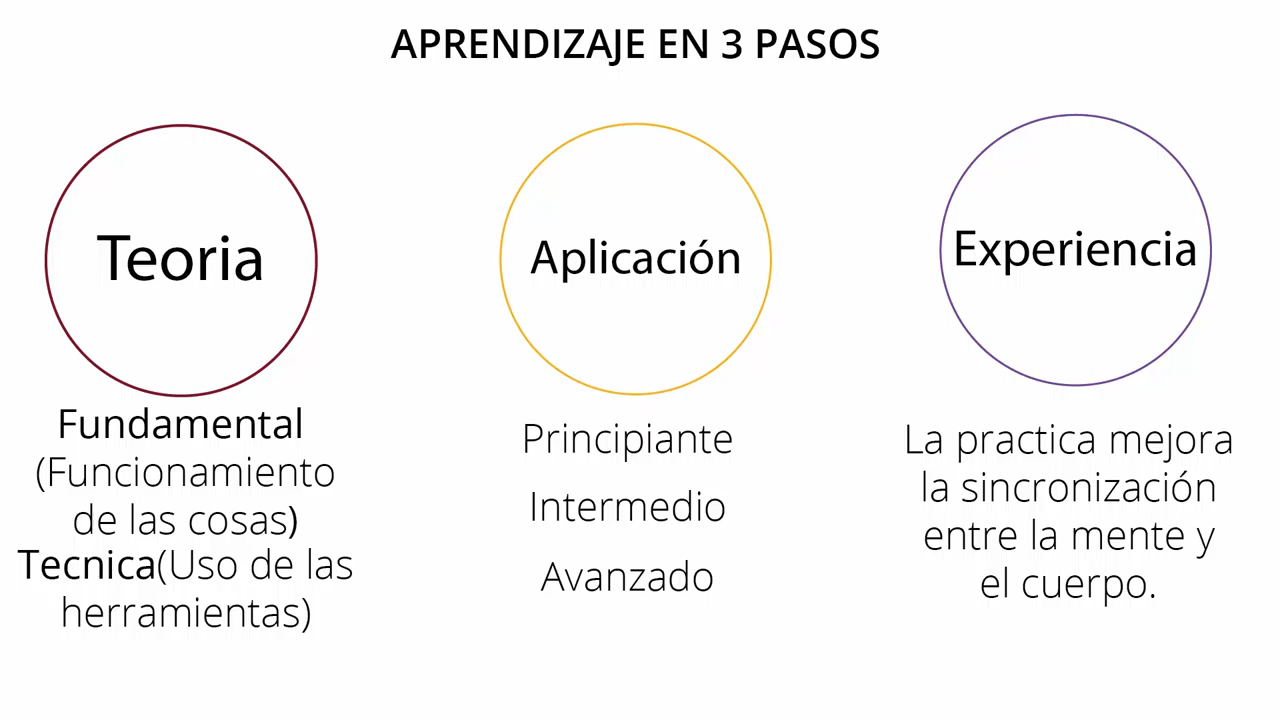 APRENDIZAJE EN 3 PASOS
Teoria
Fundamental
(Funcionamiento
de las cosas)
Tecnica(Uso de las
herramientas)
Aplicación
Principiante
Intermedio
Avanzado
Experiencia
La practica mejora
la sincronización
entre la mente y
el cuerpo.